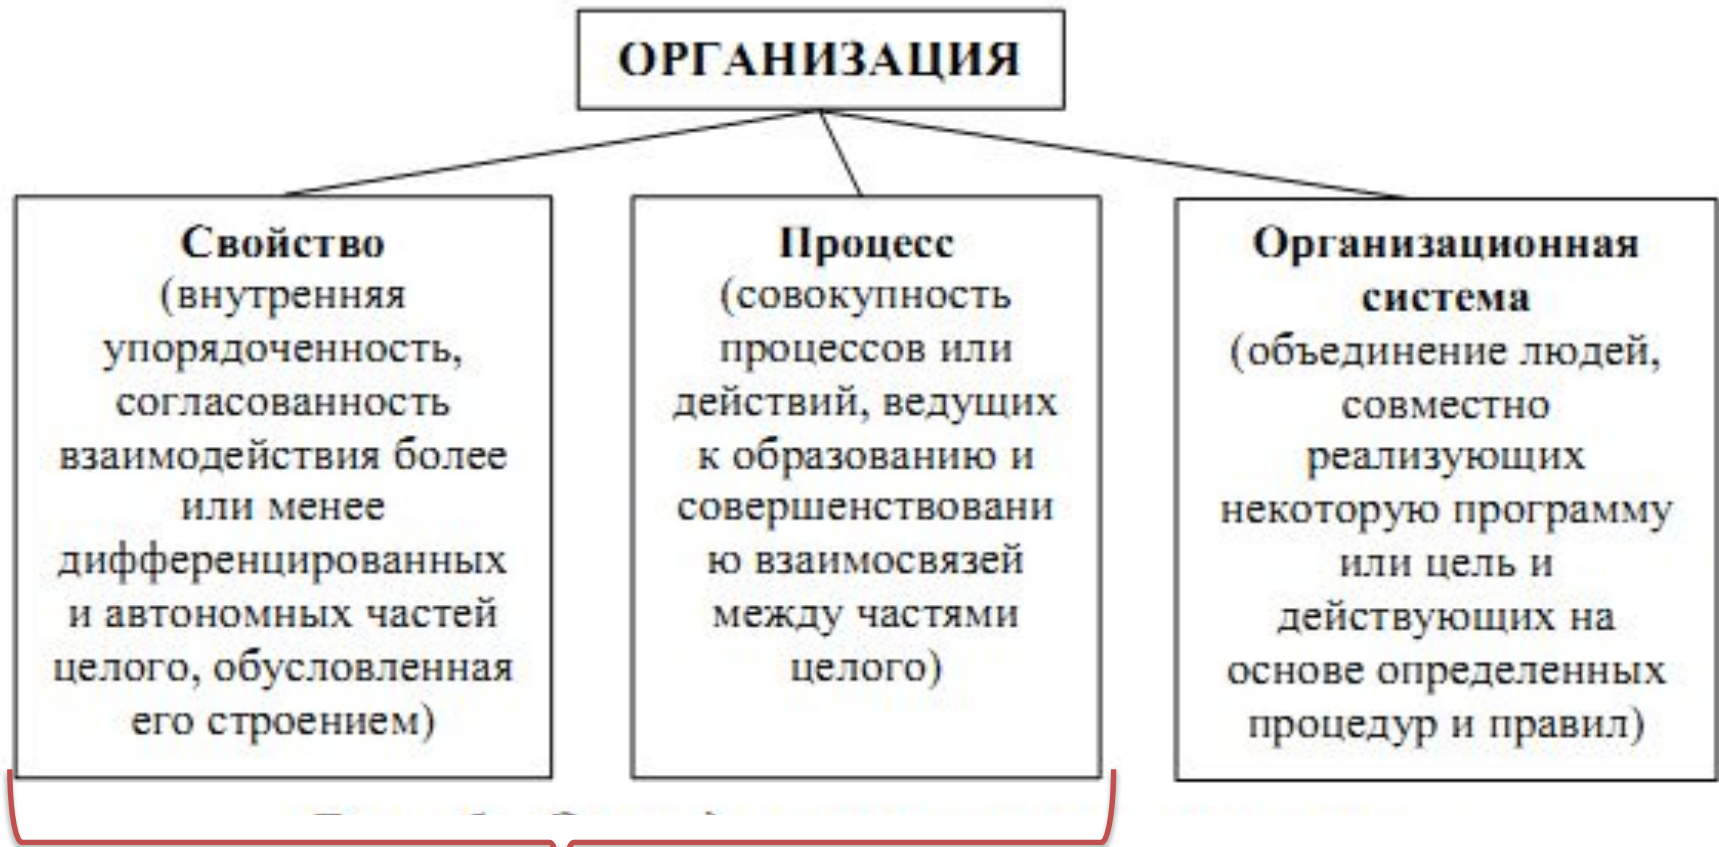 ОРГАНИЗАЦИЯ
Свойство
(внутренняя
упорядоченность,
согласованность
взаимодействия более
или менее
дифференцированных
и автономных частей
целого, обусловленная
его строением)
Процесс
(совокупность
процессов или
действий, ведущих
к образованию и
совершенствовани
ю взаимосвязей
между частями
целого)
Организационная
система
(объединение людей,
совместно
реализующих
некоторую программу
или цель и
действующих на
основе определенных
процедур и правил)